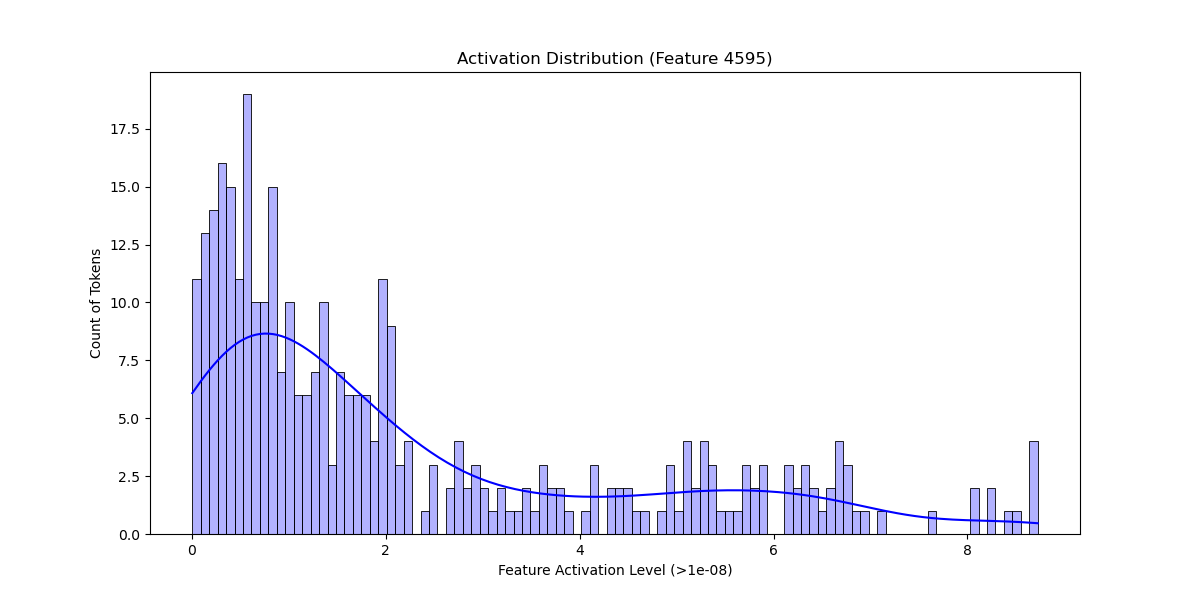 Activation Distribution (Feature 4595)
17.5
15.0
12.5
10.0
7.5
5.0
2.5
0.0
Count of Tokens
0 2 4 6 8
Feature Activation Level (>1e-08)